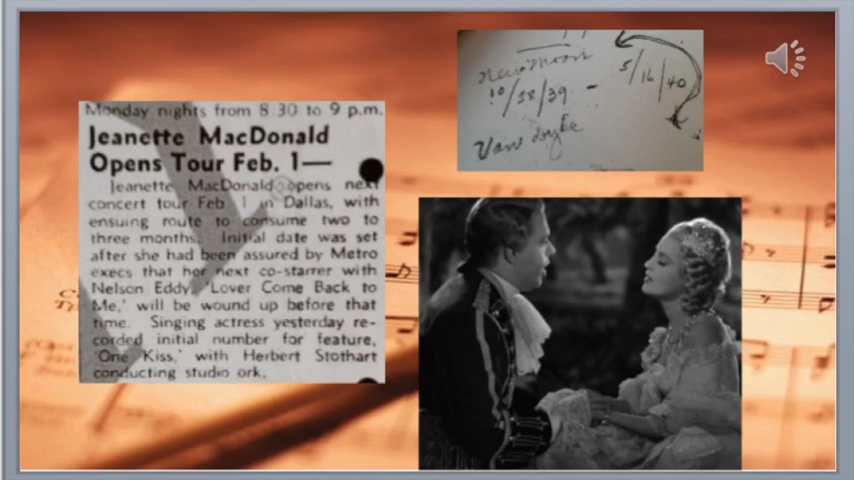 Monday nights from 8:30 to 9 p.m.
Jeanette MacDonald
Opens Tour Feb. 1—
Jeanette MacDonald opens next
concert tour Feb. 1 in Dallas, with
ensuing route to consume two to
three months. Initial date was set
after she had been assured by Metro
execs that her next co-starrer with
Nelson Eddy, 'Lover Come Back to
Me,' will be wound up before that
time. Singing actress yesterday re-
corded initial number for feature,
'One Kiss,' with Herbert Stothart
conducting studio ork.
New Moon
10/28/39 -
5/16/40
Van Dyke